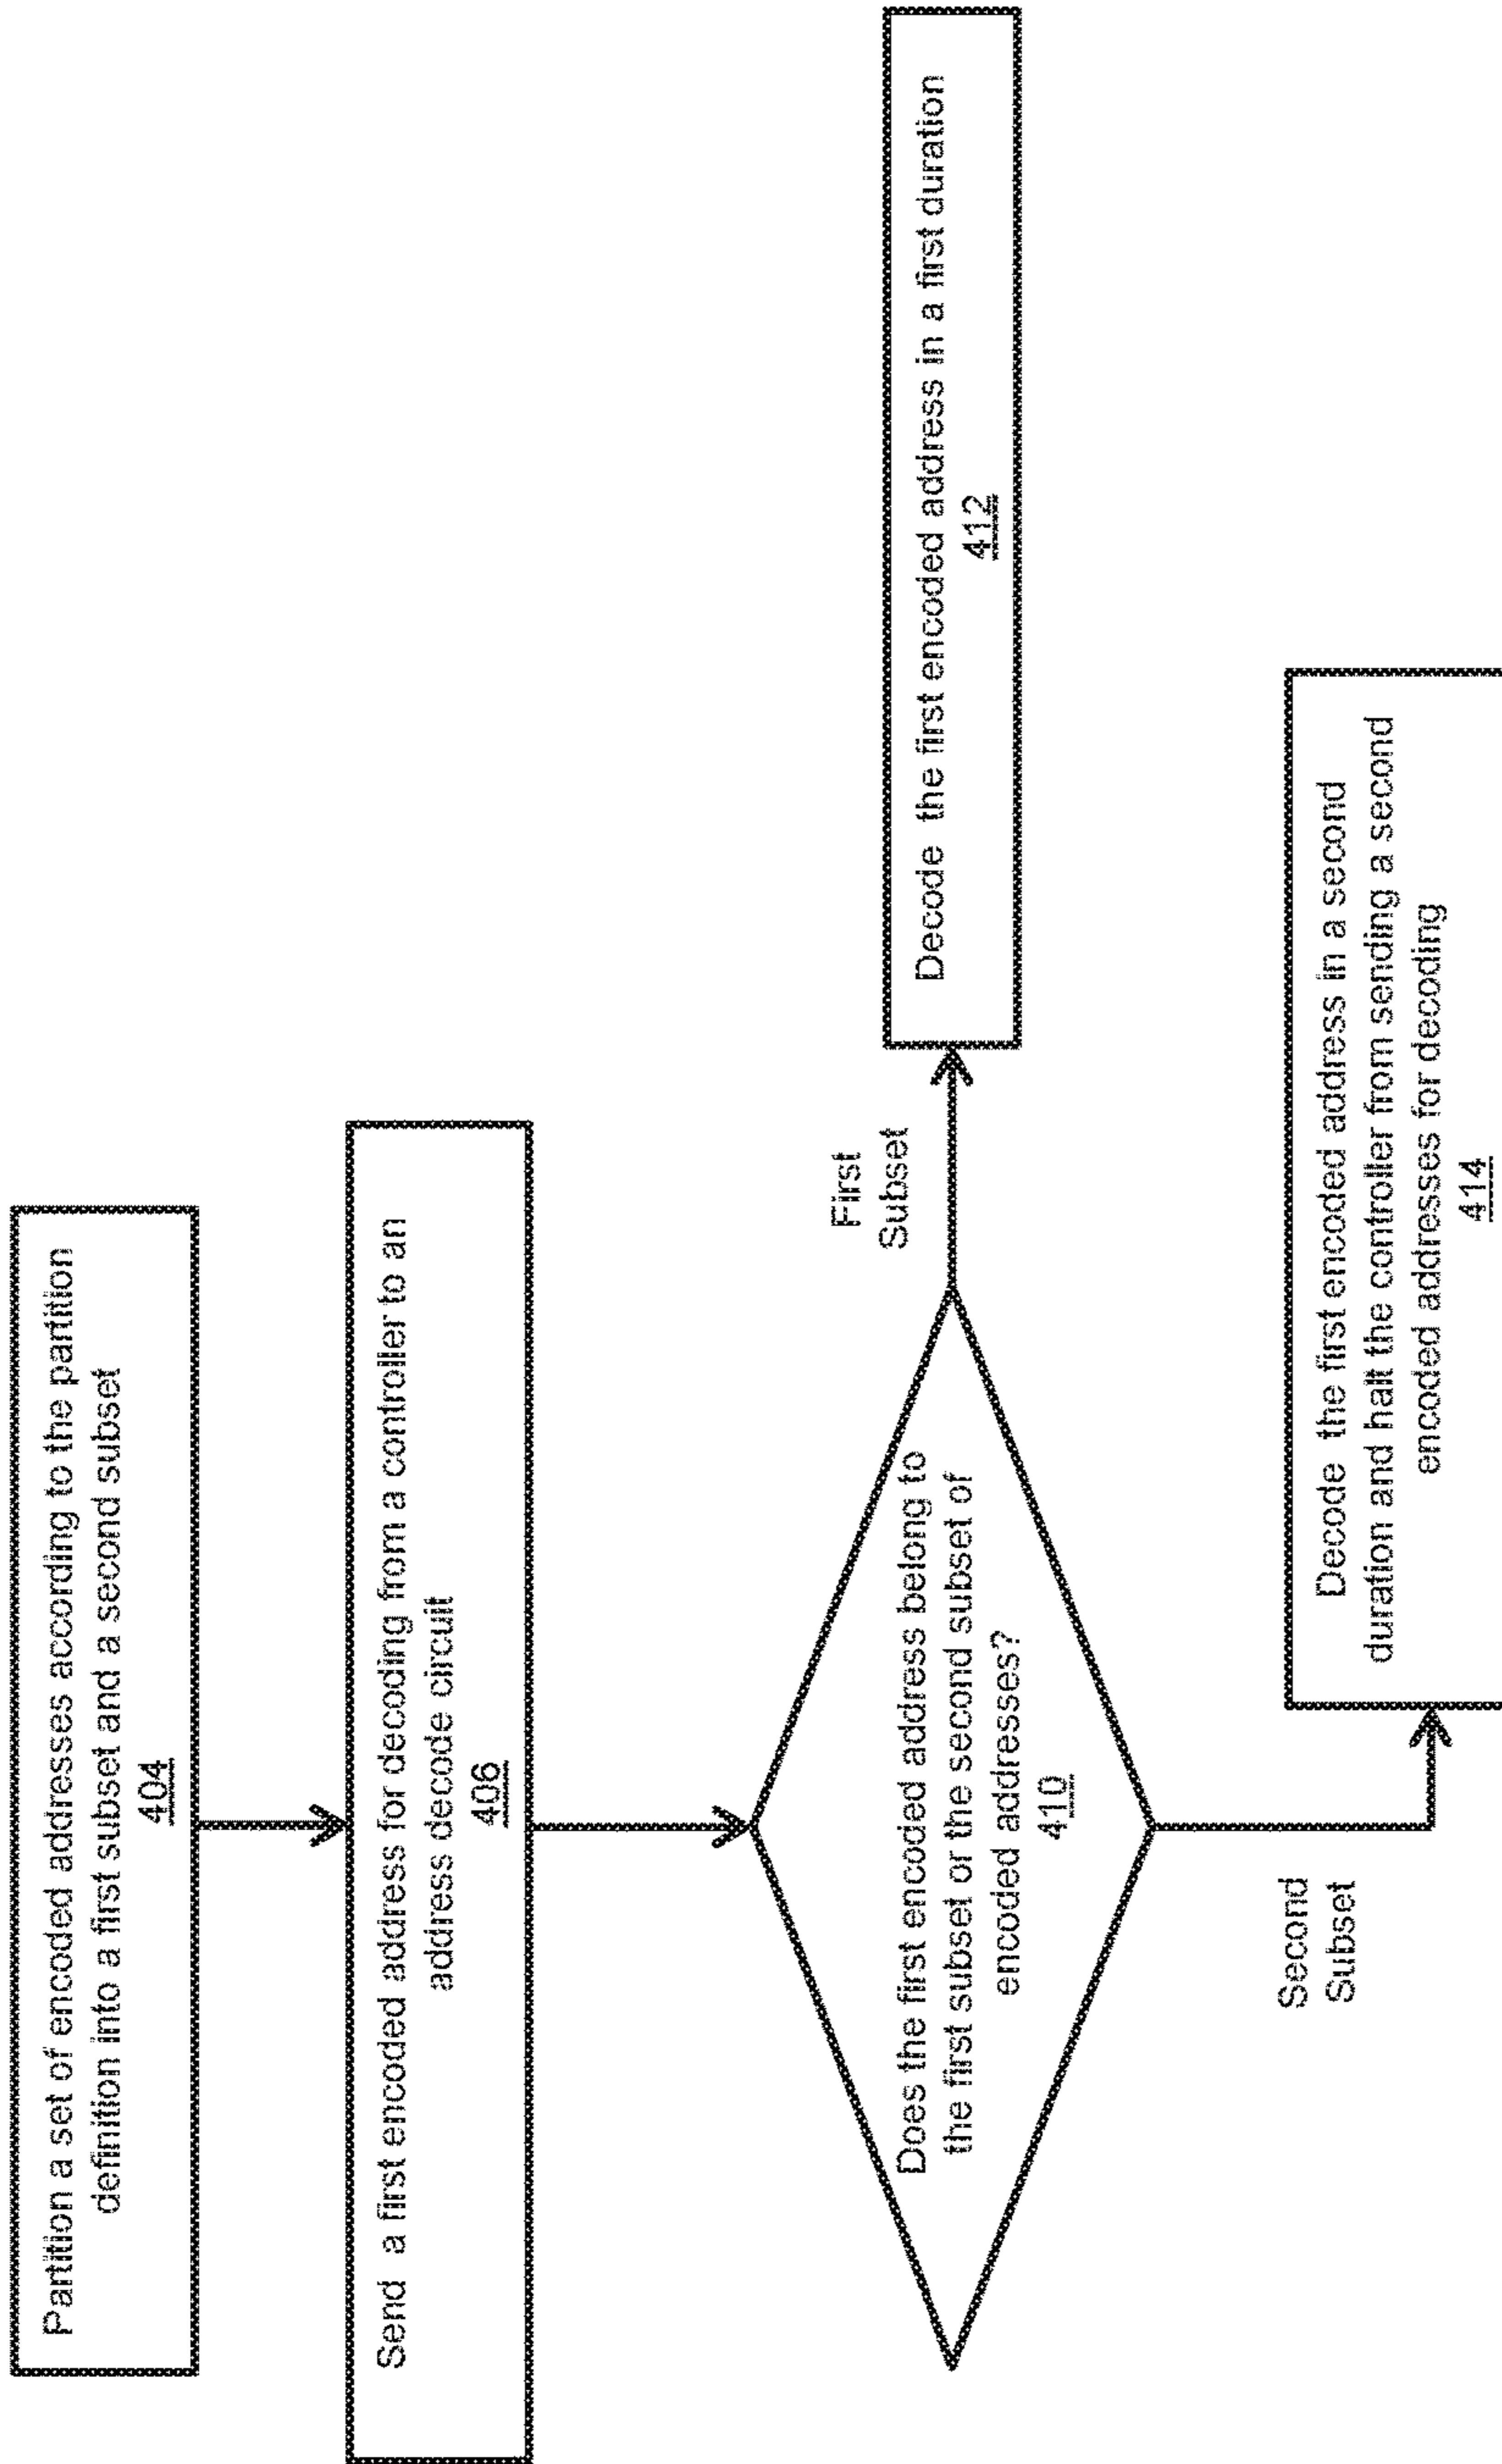 Partition a set of encoded addresses according to the partition
definition into a first subset and a second subset
404
Send a first encoded address for decoding from a controller to an
address decode circuit
406
Does the first encoded address belong to
the first subset or the second subset of
encoded addresses?
410
First
Subset
Decode the first encoded address in a first duration
412
Second
Subset
Decode the first encoded address in a second
duration and halt the controller from sending a second
encoded addresses for decoding
414